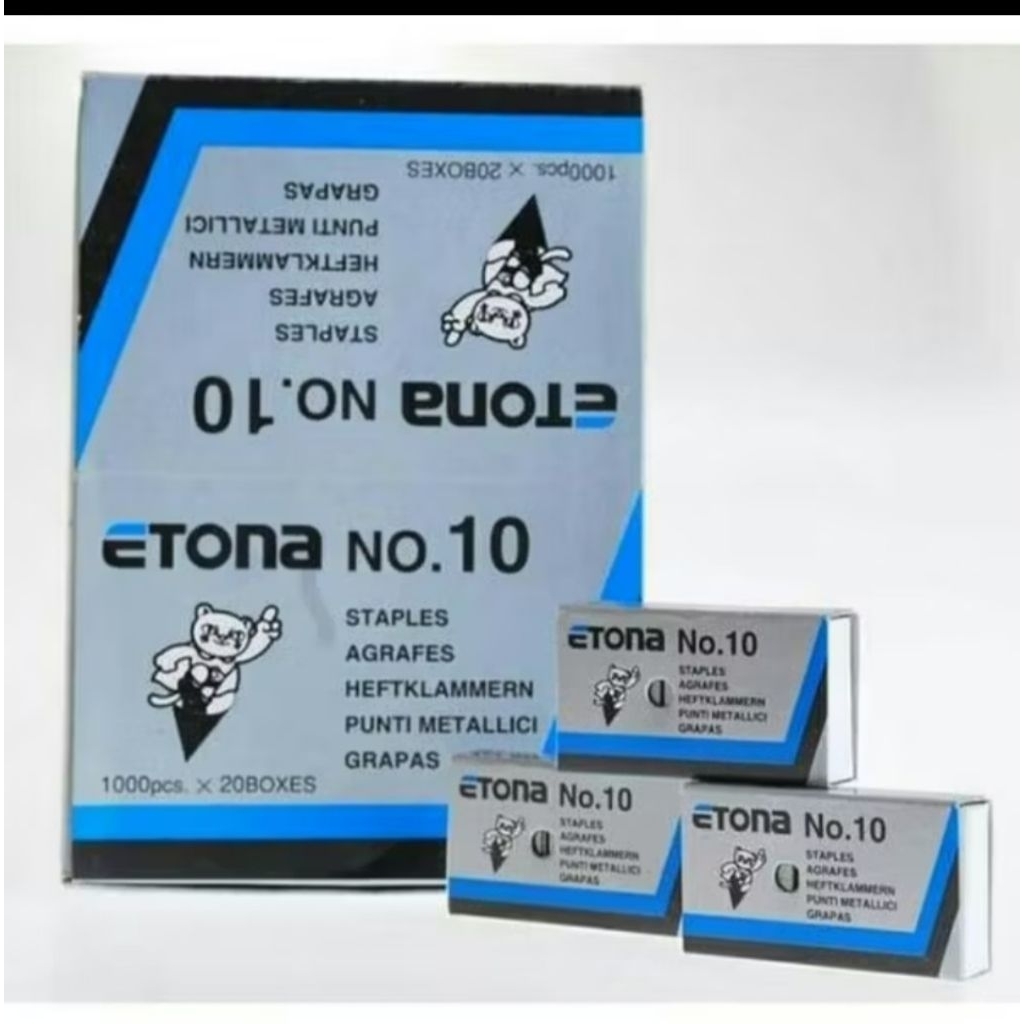 1000pcs. × 20BOXES
GRAPAS
PUNTI METALLICI
HEFTKLAMMERN
AGRAFES
STAPLES
ETONA NO.10
ETONA NO.10
STAPLES
AGRAFES
HEFTKLAMMERN
PUNTI METALLICI
GRAPAS
1000pcs. × 20BOXES
ETONA No.10
STAPLES
AGRAFES
HEFTKLAMMERN
PUNTI METALLICI
GRAPAS
ETONA No.10
STAPLES
AGRAFES
HEFTKLAMMERN
PUNTI METALLICI
GRAPAS
ETONA No.10
STAPLES
AGRAFES
HEFTKLAMMERN
PUNTI METALLICI
GRAPAS